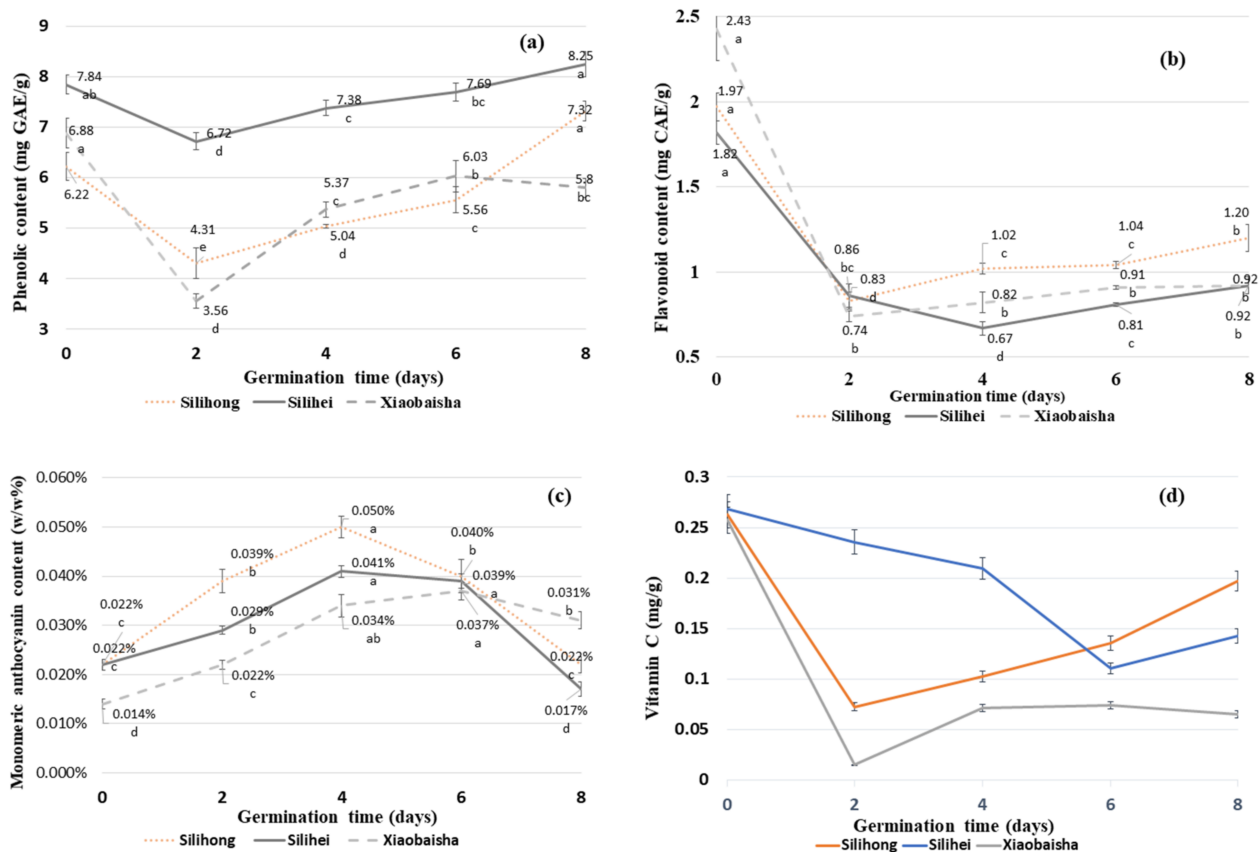 (a)
Phenolic content (mg GAE/g)
9
8
7
6
5
4
3
7.84
ab
6.88
a
6.22
6.72
d
4.31
e
3.56
d
7.38
c
5.37
c
5.04
d
7.69
bc
6.03
b
5.56
c
8.25
a
7.32
a
5.8
bc
0 2 4 6 8
Germination time (days)
Silihong Silihei Xiaobaisha
(b)
Flavonoid content (mg CAE/g)
2.5
2
1.5
1
0.5
2.43
a
1.97
a
1.82
a
0.86
bc
0.83
d
0.74
b
1.02
c
0.82
b
0.67
d
1.04
c
0.91
b
0.81
c
1.20
b
0.92
b
0.92
b
0 2 4 6 8
Germination time (days)
Silihong Silihei Xiaobaisha
(c)
Monomeric anthocyanin content (w/w%)
0.060%
0.050%
0.040%
0.030%
0.020%
0.010%
0.000%
0.022%
c
0.022%
c
0.014%
d
0.039%
b
0.029%
b
0.022%
c
0.050%
a
0.041%
a
0.034%
ab
0.040%
b
0.039%
a
0.037%
a
0.031%
b
0.022%
c
0.017%
d
0 2 4 6 8
Germination time (days)
Silihong Silihei Xiaobaisha
(d)
Vitamin C (mg/g)
0.3
0.25
0.2
0.15
0.1
0.05
0
0 2 4 6 8
Germination time (days)
Silihong Silihei Xiaobaisha